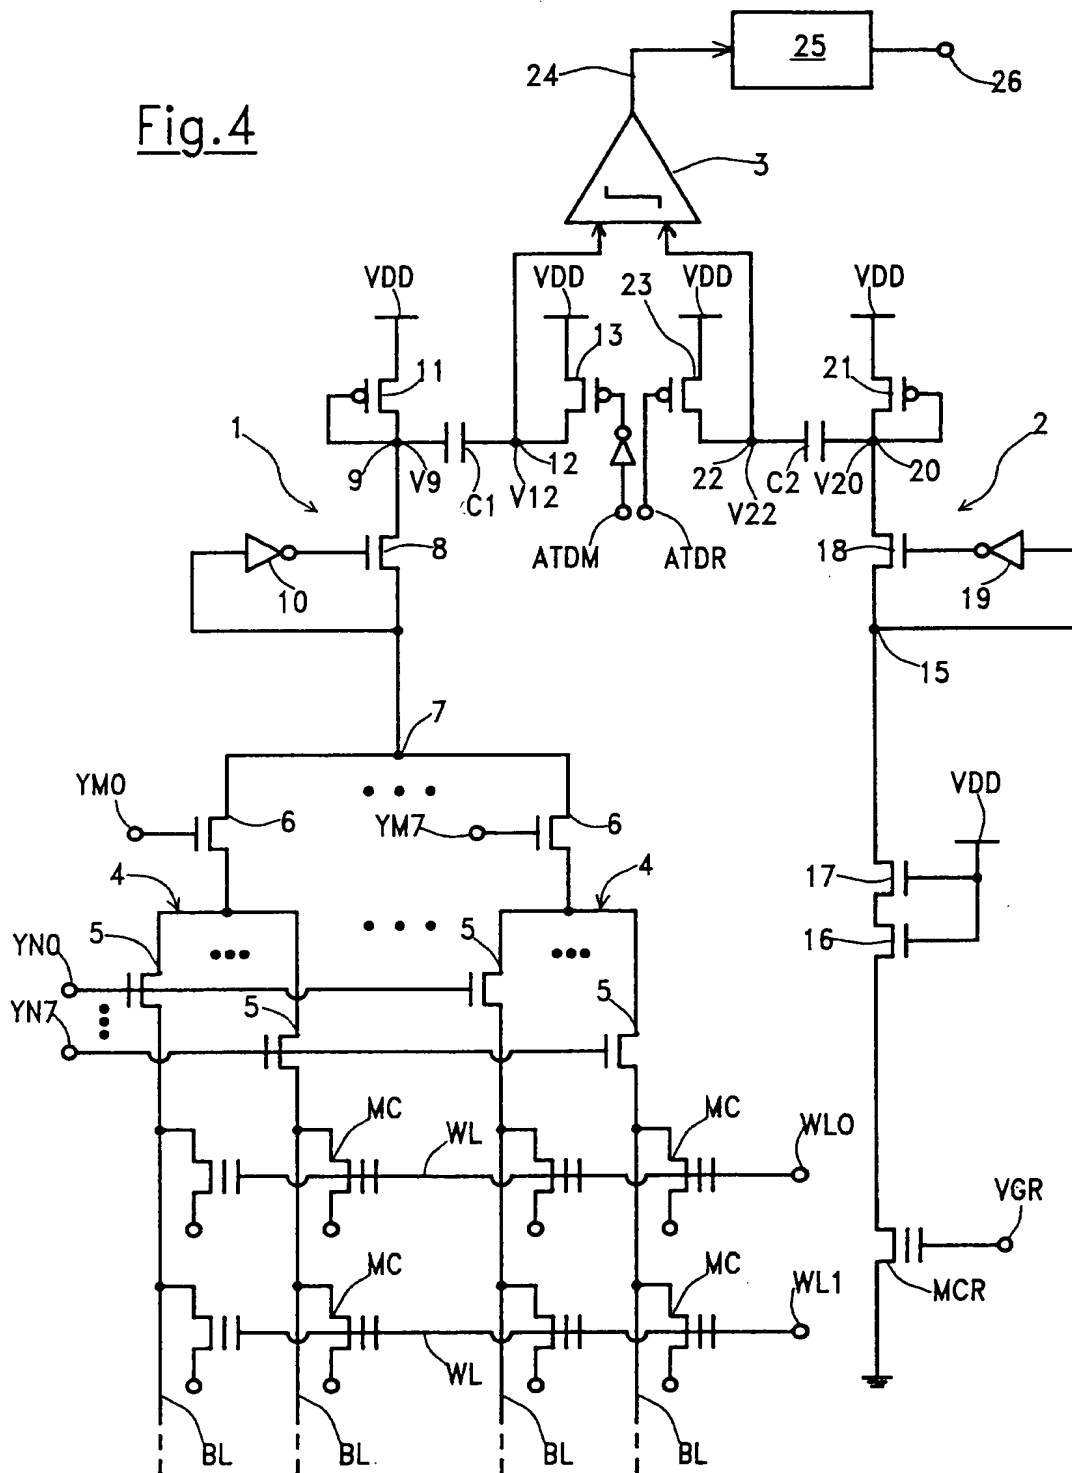 25
24
26
Fig.4
3
VDD
VDD
23
VDD
VDD
13
11
21
1
2
9
V9
C1
V12
12
22
V22
C2
V20
20
8
10
ATDM
ATDR
18
19
15
7
YM0
6
YM7
6
VDD
17
16
4
4
5
5
YN0
YN7
5
5
MC
WL
MC
WL0
VGR
MC
MC
WL1
MCR
WL
BL
BL
BL
BL